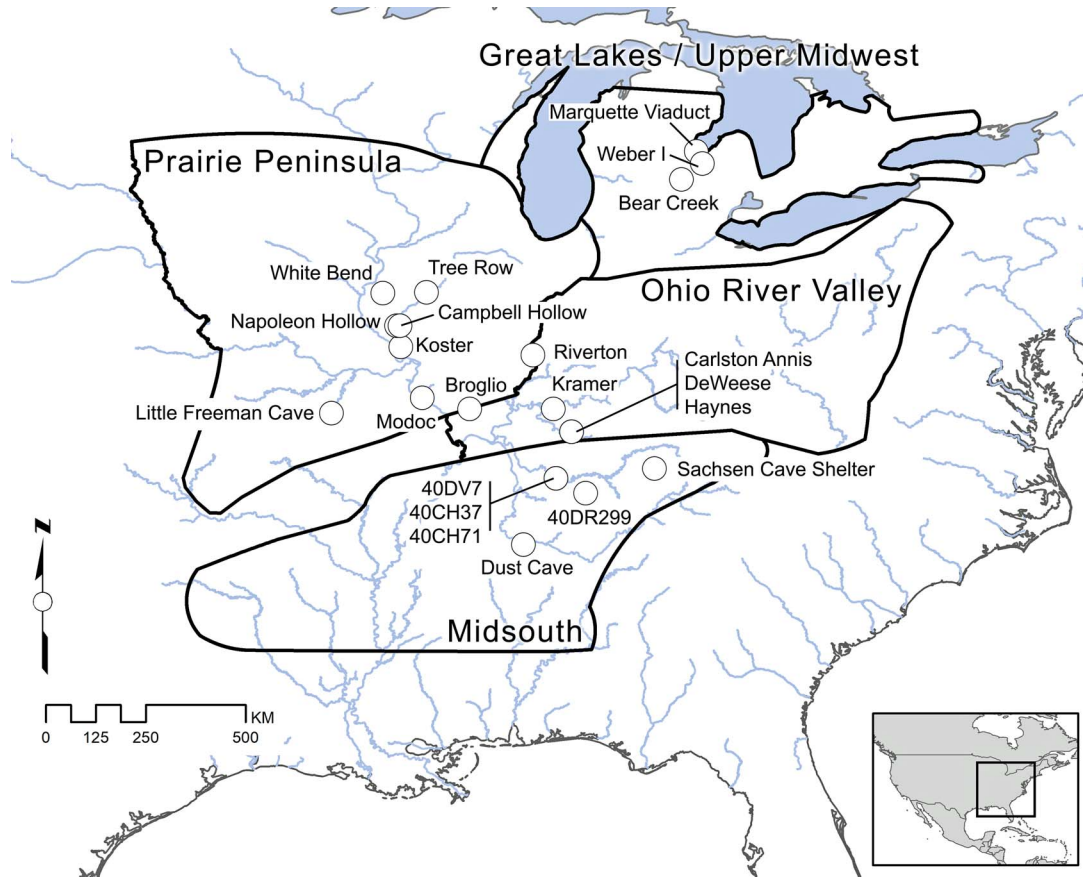 Great Lakes / Upper Midwest
Marquette Viaduct
Weber I
Bear Creek
Prairie Peninsula
White Bend
Tree Row
Napoleon Hollow
Campbell Hollow
Koster
Little Freeman Cave
Modoc
Broglio
Ohio River Valley
Riverton
Kramer
Carlston Annis
DeWeese
Haynes
Sachsen Cave Shelter
40DV7
40CH37
40CH71
40DR299
Dust Cave
Midsouth
N
KM
0 125 250 500